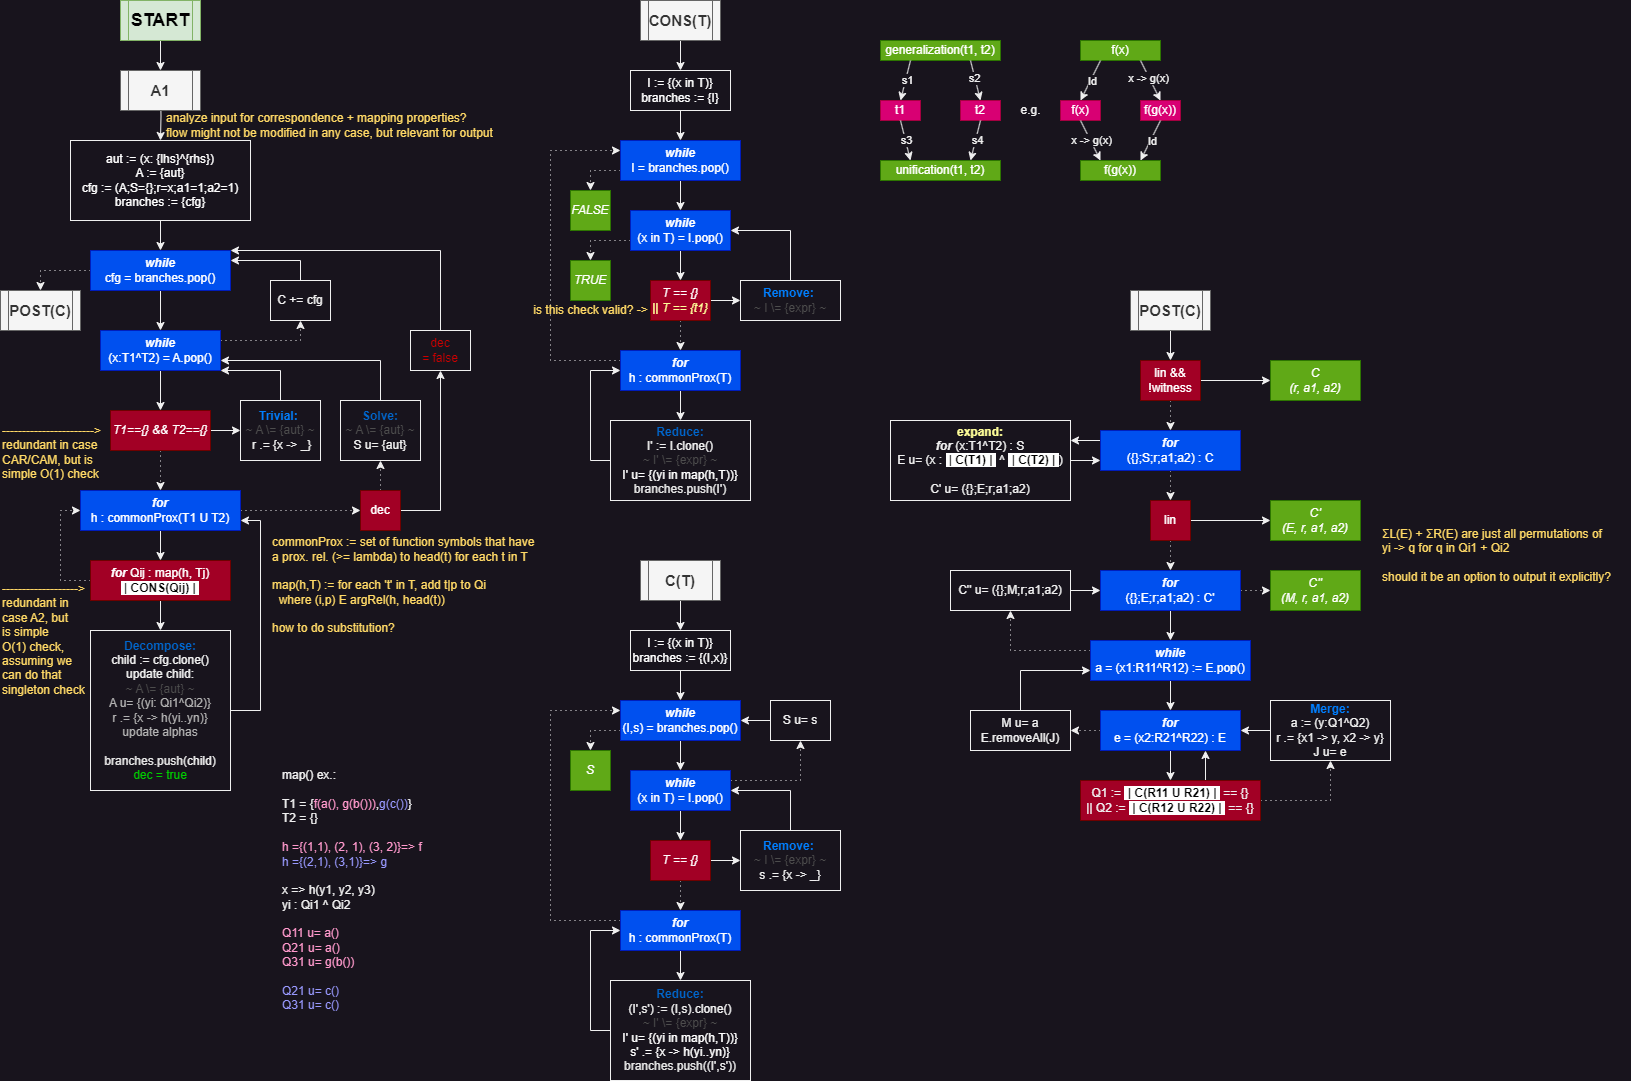 START
A1
analyze input for correspondence + mapping properties?
flow might not be modified in any case, but relevant for output
aut := (x: {lhs}^{rhs})
A := {aut}
cfg := (A;S={};r=x;a1=1;a2=1)
branches := {cfg}
while
cfg = branches.pop()
POST(C)
C += cfg
while
(x:T1^T2) = A.pop()
dec
= false
T1=={} && T2=={}
Trivial:
~ A \= {aut} ~
r .= {x -> _}
Solve:
~ A \= {aut} ~
S u= {aut}
----------------------->
redundant in case
CAR/CAM, but is
simple O(1) check
for
h : commonProx(T1 U T2)
dec
for Qij : map(h, Tj)
| CONS(Qij) |
------------------->
redundant in
case A2, but
is simple
O(1) check,
assuming we
can do that
singleton check
Decompose:
child := cfg.clone()
update child:
~ A \= {aut} ~
A u= {(yi: Qi1^Qi2)}
r .= {x -> h(yi..yn)}
update alphas
branches.push(child)
dec = true
commonProx := set of function symbols that have
a prox. rel. (>= lambda) to head(t) for each t in T
map(h,T) := for each 't' in T, add t|p to Qi
where (i,p) E argRel(h, head(t))
how to do substitution?
map() ex.:
T1 = {f(a(), g(b())),g(c())}
T2 = {}
h ={(1,1), (2, 1), (3, 2)}=> f
h ={(2,1), (3,1)}=> g
x => h(y1, y2, y3)
yi : Qi1 ^ Qi2
Q11 u= a()
Q21 u= a()
Q31 u= g(b())
Q21 u= c()
Q31 u= c()
CONS(T)
I := {(x in T)}
branches := {I}
while
I = branches.pop()
FALSE
while
(x in T) = I.pop()
TRUE
T == {}
|| T == {t1}
is this check valid? ->
Remove:
~ I \= {expr} ~
for
h : commonProx(T)
Reduce:
I' := I.clone()
~ I' \= {expr} ~
I' u= {(yi in map(h,T))}
branches.push(I')
C(T)
I := {(x in T)}
branches := {(I,x)}
while
(I,s) = branches.pop()
S u= s
S
while
(x in T) = I.pop()
T == {}
Remove:
~ I \= {expr} ~
s .= {x -> _}
for
h : commonProx(T)
Reduce:
(I',s') := (I,s).clone()
~ I' \= {expr} ~
I' u= {(yi in map(h,T))}
s' .= {x -> h(yi..yn)}
branches.push((I',s'))
generalization(t1, t2)
s1
s2
t1
t2
s3
s4
unification(t1, t2)
e.g.
f(x)
Id
x -> g(x)
f(x)
f(g(x))
x -> g(x)
Id
f(g(x))
POST(C)
lin &&
!witness
C
(r, a1, a2)
expand:
for (x:T1^T2) : S
E u= (x : | C(T1) | ^ | C(T2) |)
C' u= ({};E;r;a1;a2)
for
({};S;r;a1;a2) : C
lin
C'
(E, r, a1, a2)
ΣL(E) + ΣR(E) are just all permutations of
yi -> q for q in Qi1 + Qi2
should it be an option to output it explicitly?
C'' u= ({};M;r;a1;a2)
for
({};E;r;a1;a2) : C'
C''
(M, r, a1, a2)
while
a = (x1:R11^R12) := E.pop()
M u= a
E.removeAll(J)
for
e = (x2:R21^R22) : E
Merge:
a := (y:Q1^Q2)
r .= {x1 -> y, x2 -> y}
J u= e
Q1 := | C(R11 U R21) | == {}
|| Q2 := | C(R12 U R22) | == {}